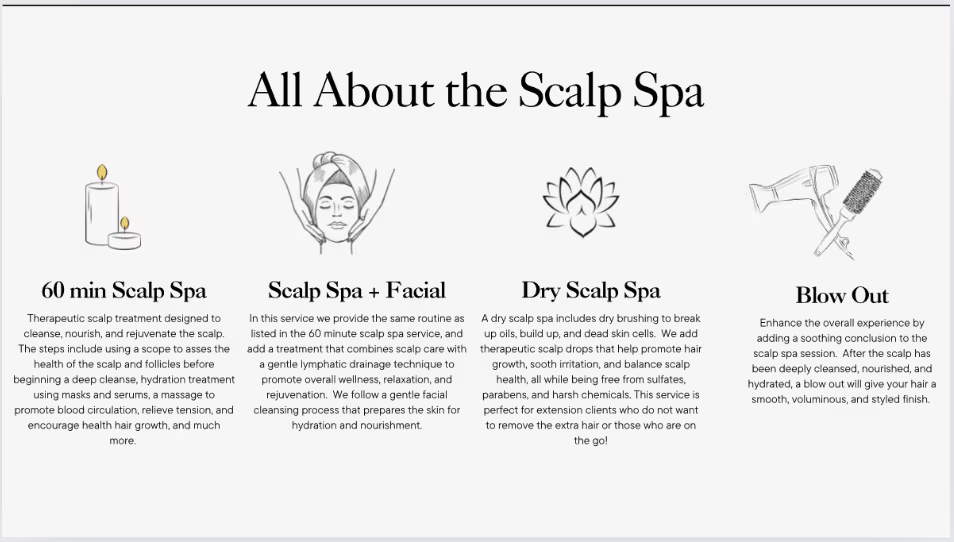 All About the Scalp Spa
60 min Scalp Spa
Therapeutic scalp treatment designed to
cleanse, nourish, and rejuvenate the scalp.
The steps include using a scope to asses the
health of the scalp and follicles before
beginning a deep cleanse, hydration treatment
using masks and serums, a massage to
promote blood circulation, relieve tension, and
encourage health hair growth, and much
more.
Scalp Spa + Facial
In this service we provide the same routine as
listed in the 60 minute scalp spa service, and
add a treatment that combines scalp care with
a gentle lymphatic drainage technique to
promote overall wellness, relaxation, and
rejuvenation. We follow a gentle facial
cleansing process that prepares the skin for
hydration and nourishment.
Dry Scalp Spa
A dry scalp spa includes dry brushing to break
up oils, build up, and dead skin cells. We add
therapeutic scalp drops that help promote hair
growth, sooth irritation, and balance scalp
health, all while being free from sulfates,
parabens, and harsh chemicals. This service is
perfect for extension clients who do not want
to remove the extra hair or those who are on
the go!
Blow Out
Enhance the overall experience by
adding a soothing conclusion to the
scalp spa session. After the scalp has
been deeply cleansed, nourished, and
hydrated, a blow out will give your hair a
smooth, voluminous, and styled finish.